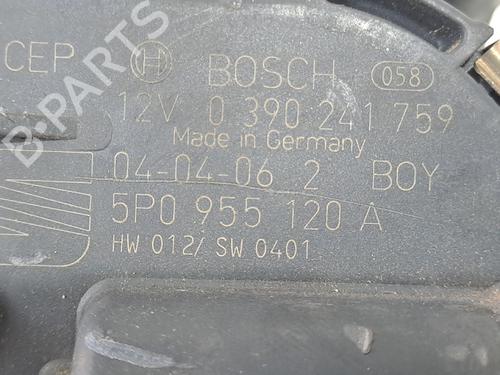 CEP BOSCH 058
12V 0 390 241 759
Made in Germany
04-04-06 2 BOY
5P0 955 120 A
HW 012/ SW 0401
B-PARTS